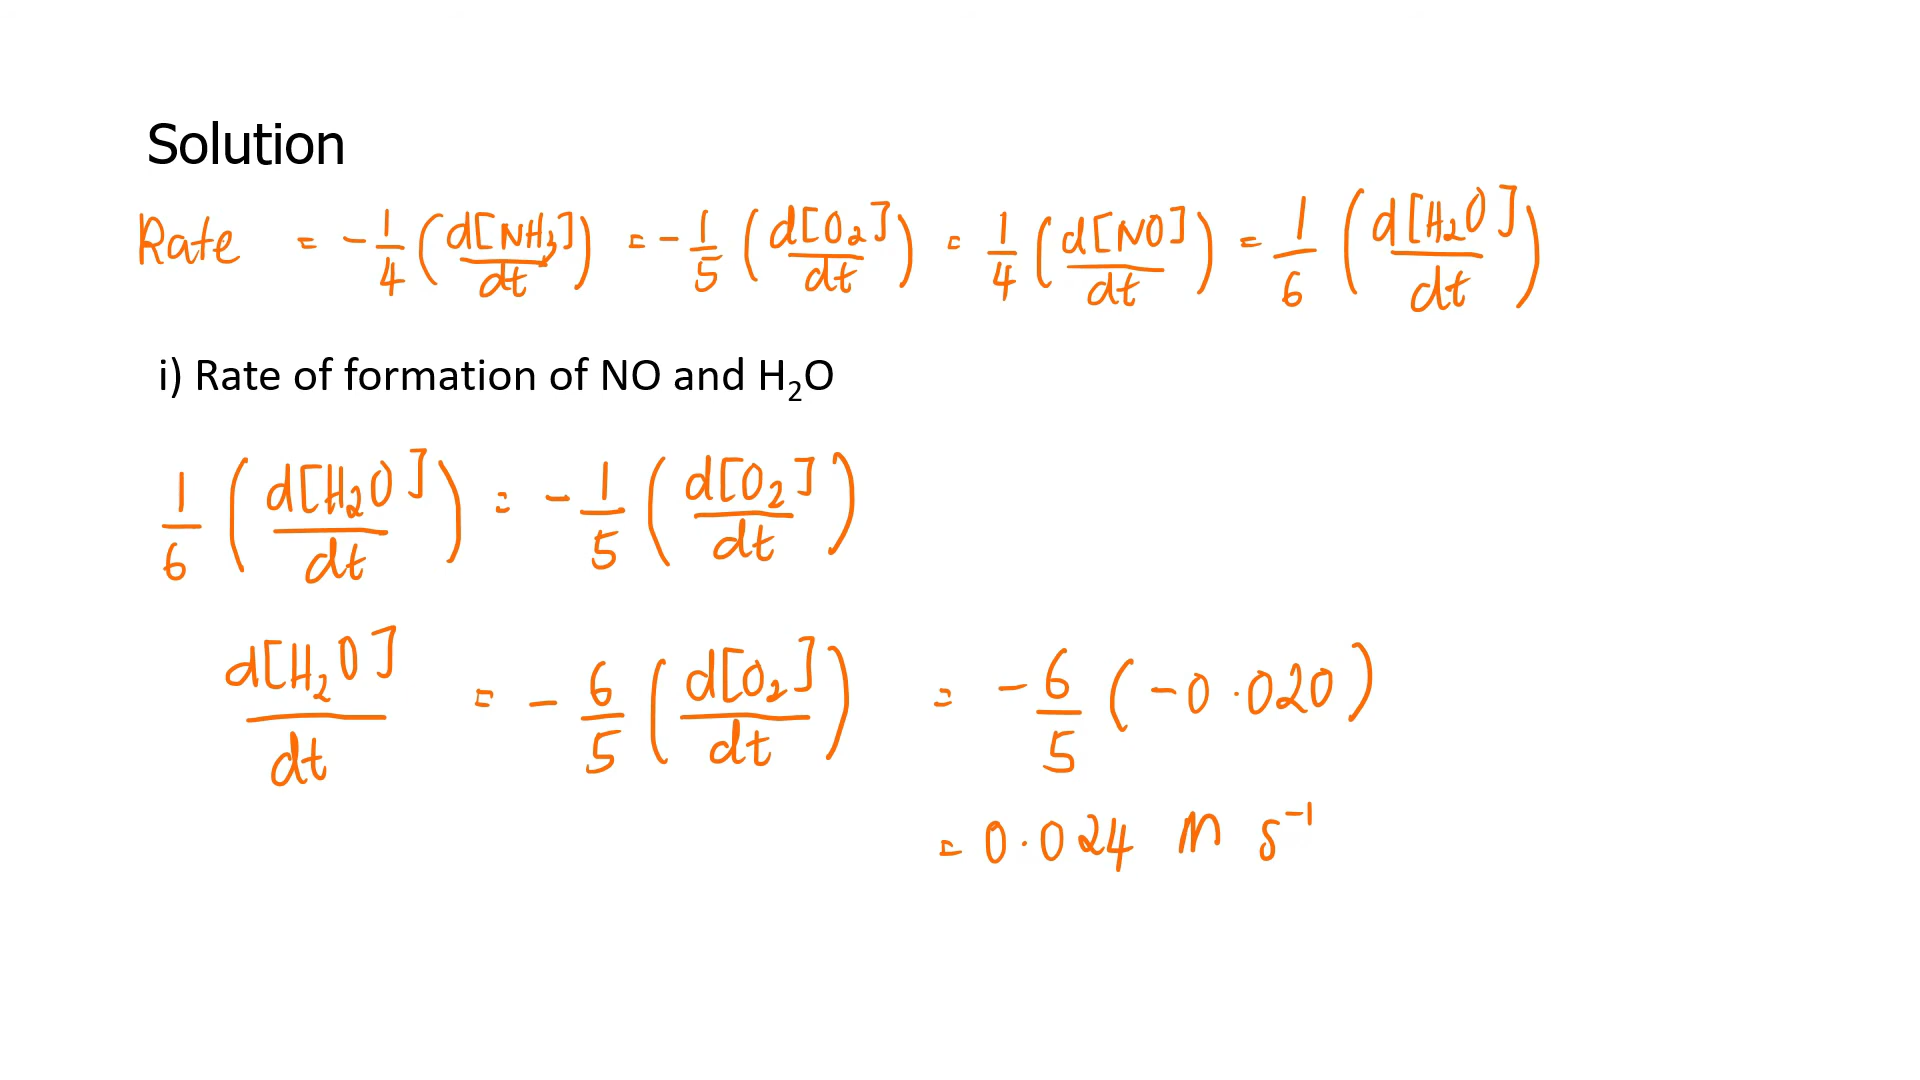 Solution
Rate = -1/4 (d[NH₃]/dt) = -1/5 (d[O₂]/dt) = 1/4 (d[NO]/dt) = 1/6 (d[H₂O]/dt)
i) Rate of formation of NO and H₂O
1/6 (d[H₂O]/dt) = -1/5 (d[O₂]/dt)
d[H₂O]/dt = -6/5 (d[O₂]/dt) = -6/5 (-0.020)
= 0.024 M s⁻¹